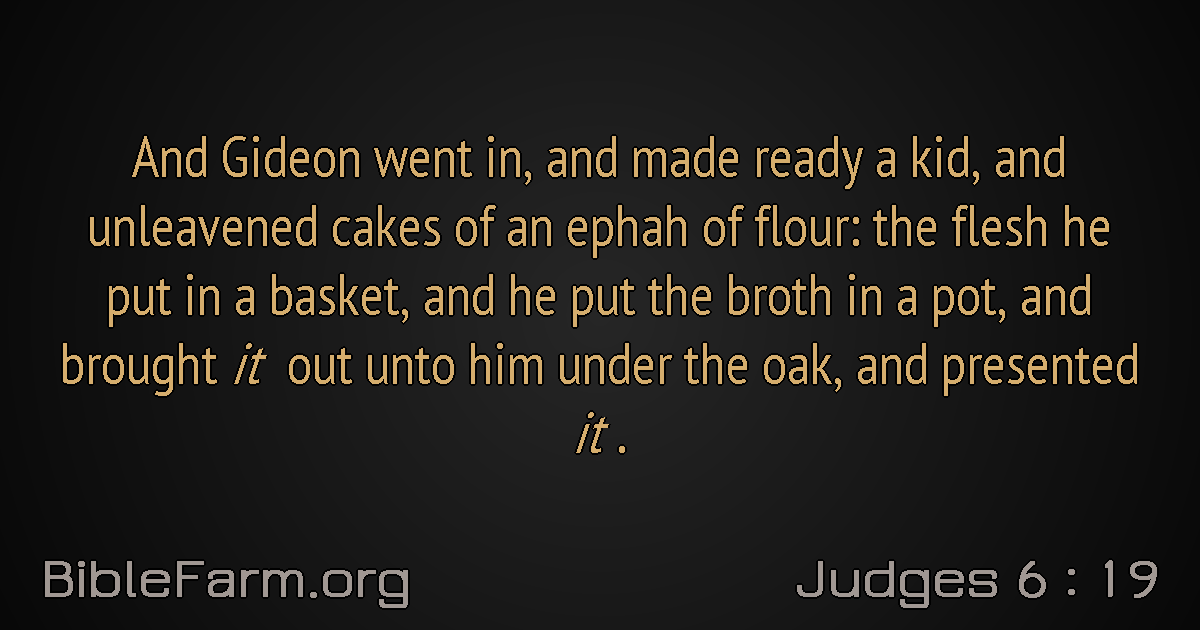 And Gideon went in, and made ready a kid, and
unleavened cakes of an ephah of flour: the flesh he
put in a basket, and he put the broth in a pot, and
brought it out unto him under the oak, and presented
it .
BibleFarm.org
Judges 6 : 19